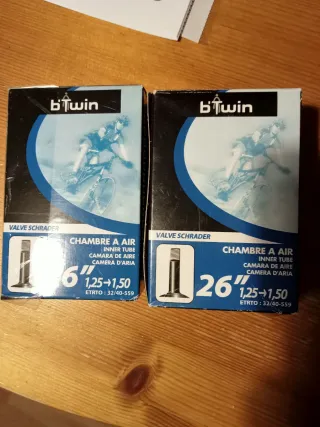 b'Twin
VALVE SCHRADER
CHAMBRE A AIR
INNER TUBE
CAMARA DE AIRE
CAMERA D'ARIA
6" 1,25→1,50
ETRTO : 32/40-559
b'Twin
VALVE SCHRADER
CHAMBRE A AIR
INNER TUBE
CAMARA DE AIRE
CAMERA D'ARIA
26" 1,25→1,50
ETRTO : 32/40-559